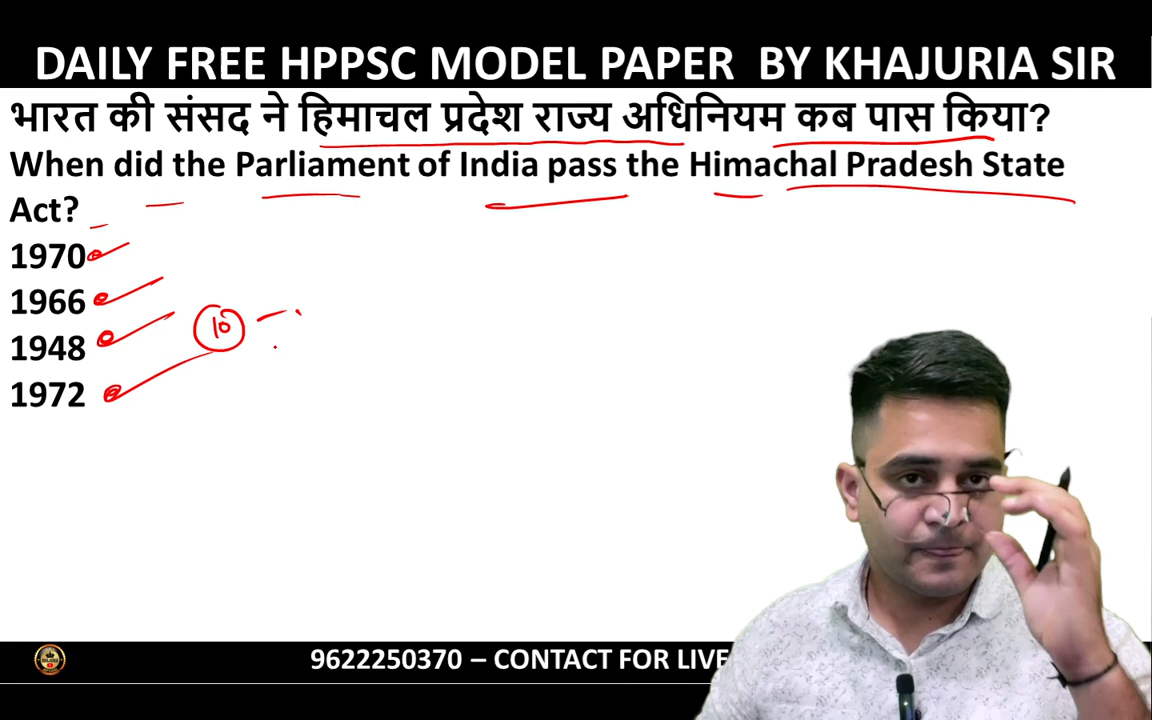 DAILY FREE HPPSC MODEL PAPER BY KHAJURIA SIR
भारत की संसद ने हिमाचल प्रदेश राज्य अधिनियम कब पास किया?
When did the Parliament of India pass the Himachal Pradesh State
Act?
1970
1966
1948
1972
10
9622250370 – CONTACT FOR LIVE